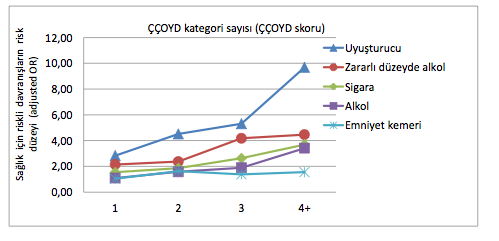 ÇÇOYD kategori sayısı (ÇÇOYD skoru)
Sağlık için riskli davranışların risk
düzeyi (adjusted OR)
12,00
10,00
8,00
6,00
4,00
2,00
0,00
1 2 3 4+
Uyuşturucu
Zararlı düzeyde alkol
Sigara
Alkol
Emniyet kemeri